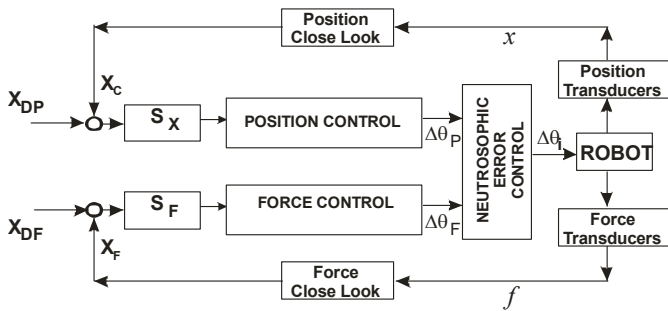 Position
Close Look
x
Position
Transducers
X_C
X_DP
S_X
POSITION CONTROL
Δθ_P
NEUTROSOPHIC
ERROR
CONTROL
Δθ_i
ROBOT
X_DF
S_F
FORCE CONTROL
Δθ_F
X_F
Force
Transducers
Force
Close Look
f